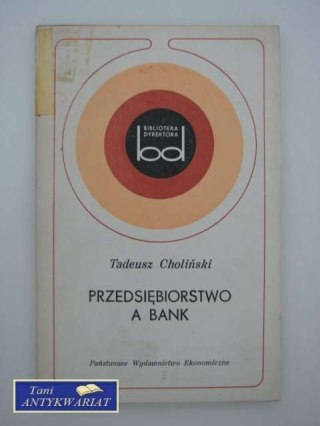 BIBLIOTEKA
DYREKTORA
bd
Tadeusz Choliński
PRZEDSIĘBIORSTWO
A BANK
Państwowe Wydawnictwo Ekonomiczne
Tani
ANTYKWARIAT